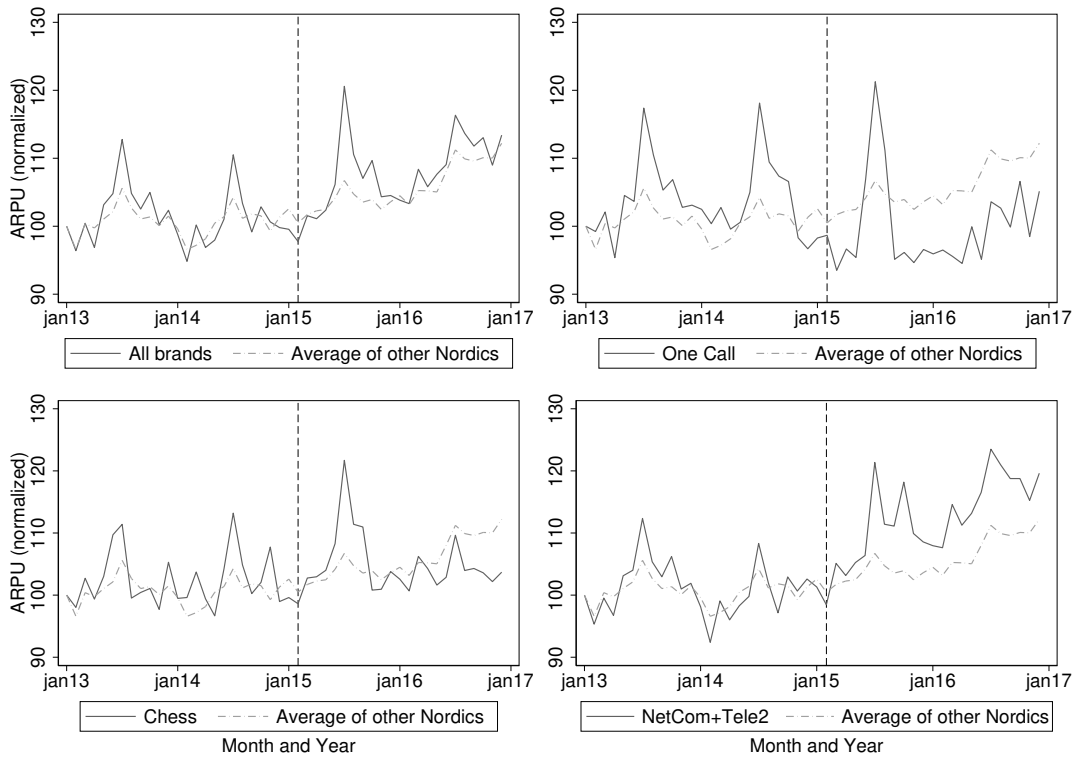 ARPU (normalized)
130
120
110
100
90
jan13
jan14
jan15
jan16
jan17
All brands
Average of other Nordics
130
120
110
100
90
jan13
jan14
jan15
jan16
jan17
One Call
Average of other Nordics
ARPU (normalized)
130
120
110
100
90
jan13
jan14
jan15
jan16
jan17
Chess
Average of other Nordics
Month and Year
130
120
110
100
90
jan13
jan14
jan15
jan16
jan17
NetCom+Tele2
Average of other Nordics
Month and Year